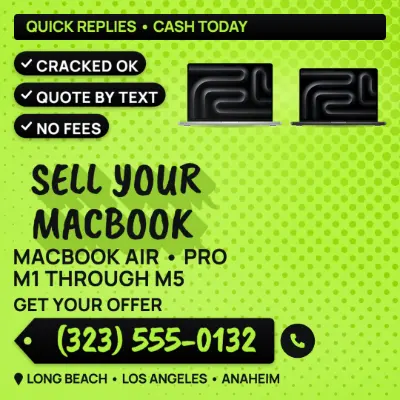 QUICK REPLIES • CASH TODAY
CRACKED OK
QUOTE BY TEXT
NO FEES
SELL YOUR
MACBOOK
MACBOOK AIR • PRO
M1 THROUGH M5
GET YOUR OFFER
(323) 555-0132
LONG BEACH • LOS ANGELES • ANAHEIM